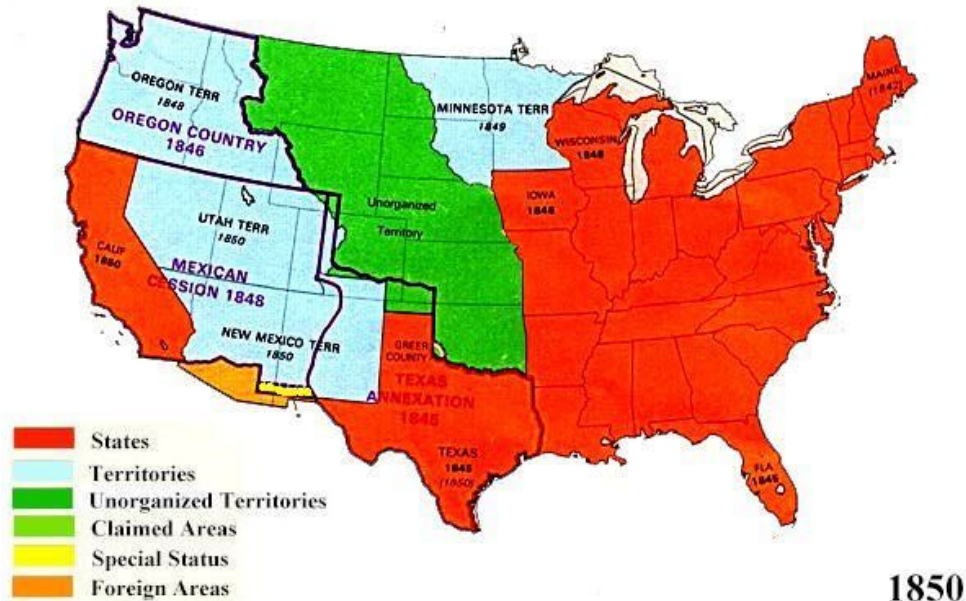 OREGON TERR
1848
OREGON COUNTRY
1846
MINNESOTA TERR
1849
MAINE
(1842)
WISCONSIN
1848
IOWA
1846
Unorganized
Territory
UTAH TERR
1850
CALIF
1850
MEXICAN
CESSION 1848
NEW MEXICO TERR
1850
GREER
COUNTY
TEXAS
ANNEXATION
1845
TEXAS
1845
(1850)
FLA
1845
States
Territories
Unorganized Territories
Claimed Areas
Special Status
Foreign Areas
1850